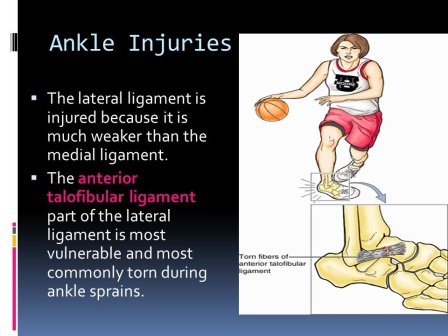 Ankle Injuries
▪ The lateral ligament is
injured because it is
much weaker than the
medial ligament.
▪ The anterior
talofibular ligament
part of the lateral
ligament is most
vulnerable and most
commonly torn during
ankle sprains.
Torn fibers of
anterior talofibular
ligament